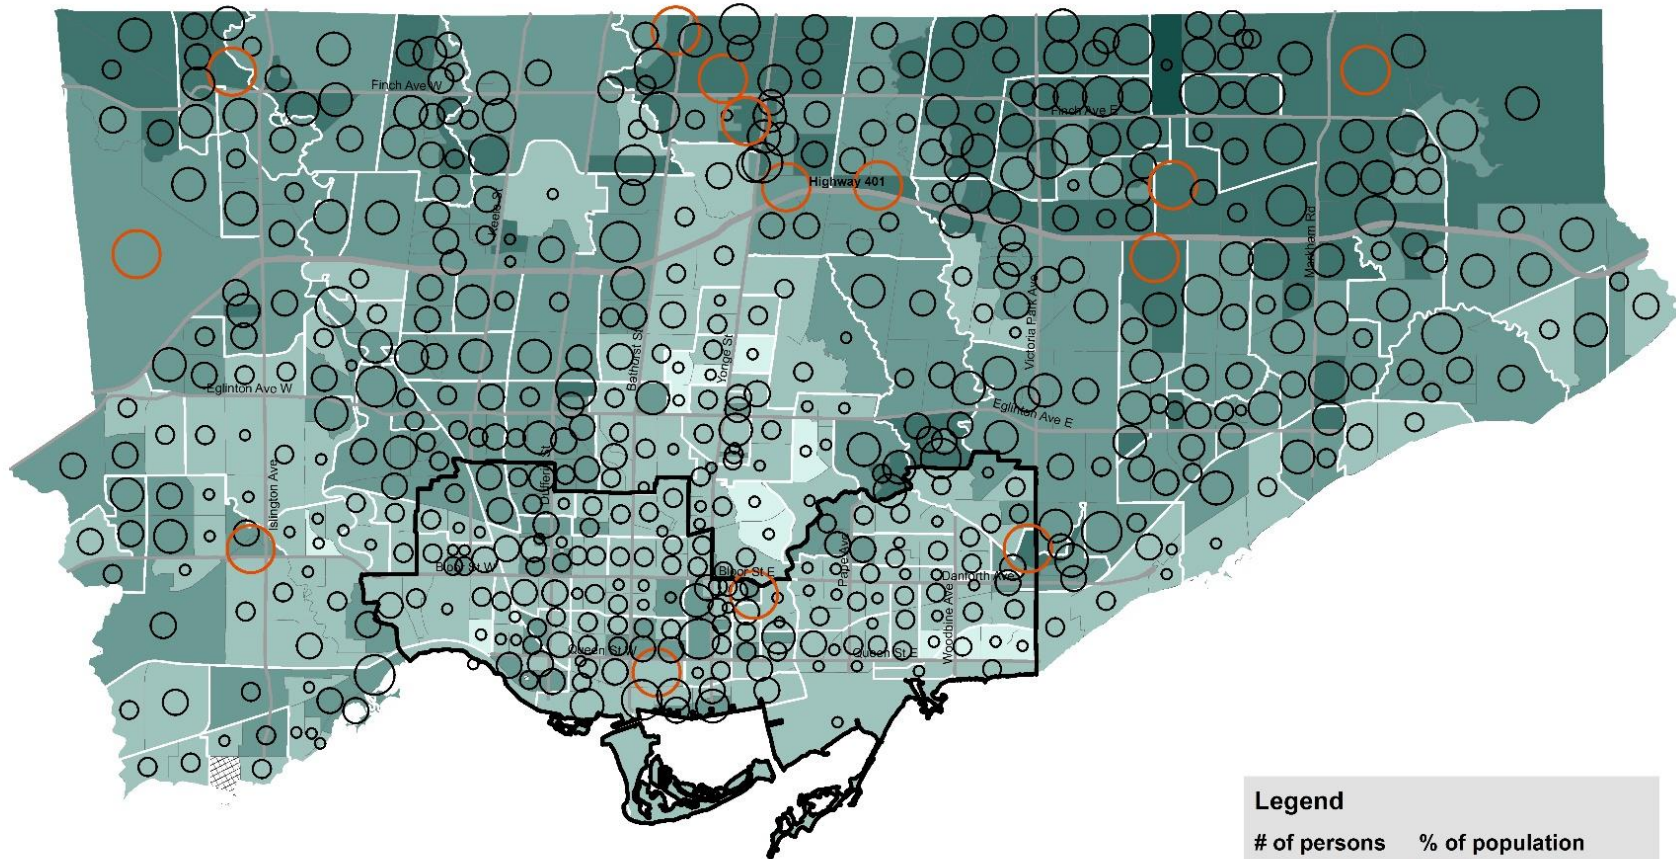 Finch Ave W
Finch Ave E
Highway 401
Keele St
Markham Rd
Victoria Park Ave
Bathurst St
Yonge St
Eglinton Ave W
Eglinton Ave E
Islington Ave
Dufferin St
Bloor St W
Bloor St E
Pape Ave
Danforth Ave
Woodbine Ave
Queen St W
Queen St E
Legend
# of persons % of population